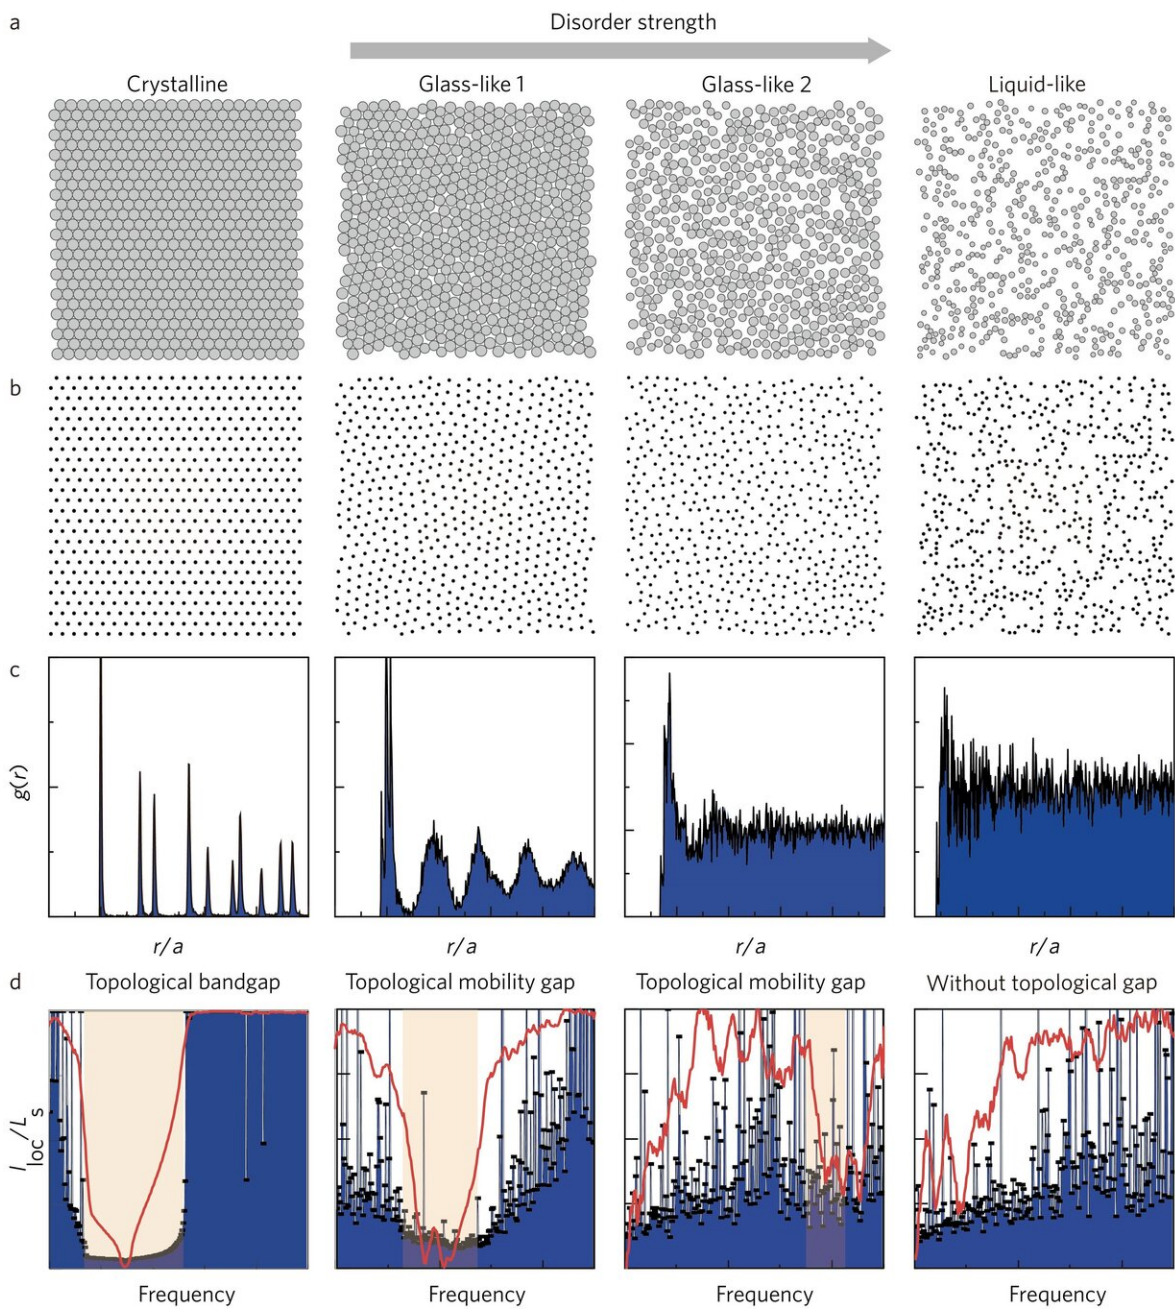 a
Disorder strength
Crystalline
Glass-like 1
Glass-like 2
Liquid-like
b
c
g(r)
r/a
r/a
r/a
r/a
d
Topological bandgap
Topological mobility gap
Topological mobility gap
Without topological gap
l_loc/L_s
Frequency
Frequency
Frequency
Frequency